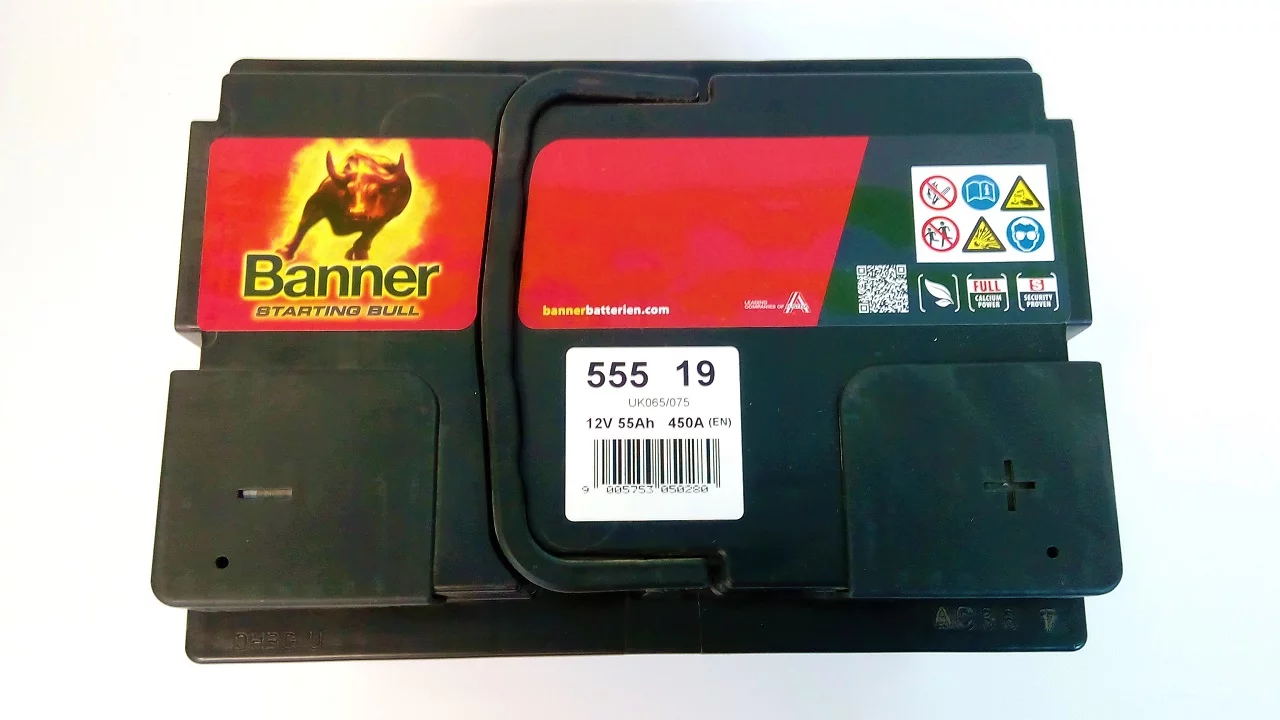 Banner
STARTING BULL
bannerbatterien.com
LEADING
COMPANIES OF
FULL
CALCIUM
POWER
S
SECURITY
PROVEN
555 19
UK065/075
12V 55Ah 450A (EN)
9 005753 050280